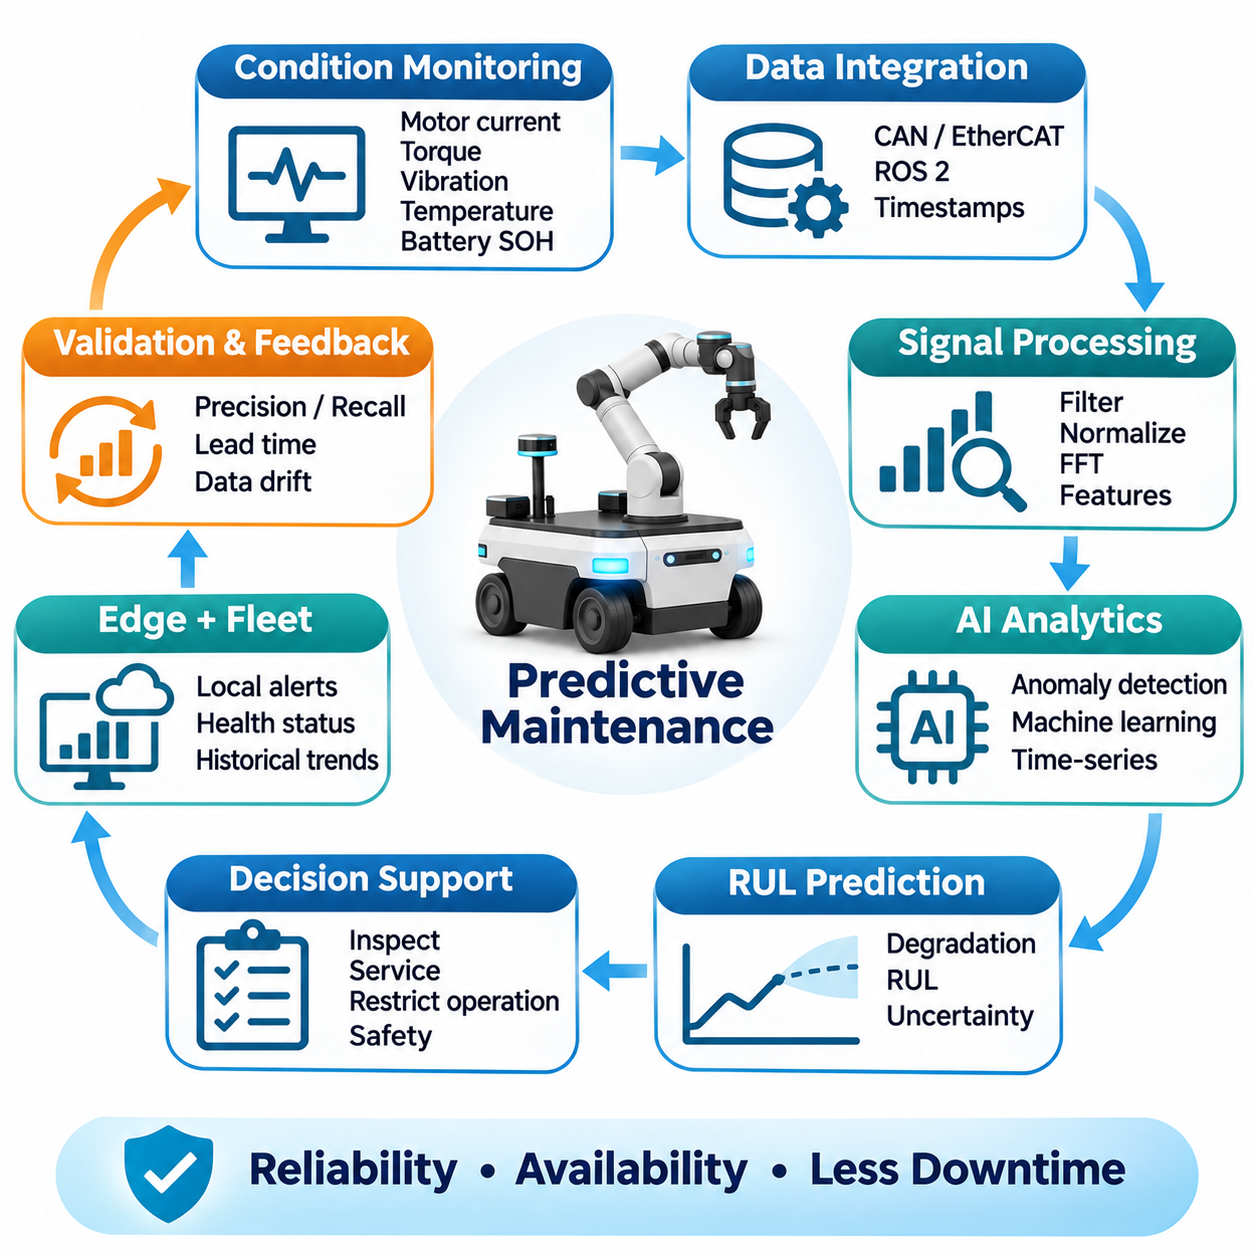 Condition Monitoring
Motor current
Torque
Vibration
Temperature
Battery SOH
Data Integration
CAN / EtherCAT
ROS 2
Timestamps
Signal Processing
Filter
Normalize
FFT
Features
AI Analytics
AI
Anomaly detection
Machine learning
Time-series
RUL Prediction
Degradation
RUL
Uncertainty
Decision Support
Inspect
Service
Restrict operation
Safety
Edge + Fleet
Local alerts
Health status
Historical trends
Validation & Feedback
Precision / Recall
Lead time
Data drift
Predictive
Maintenance
Reliability • Availability • Less Downtime